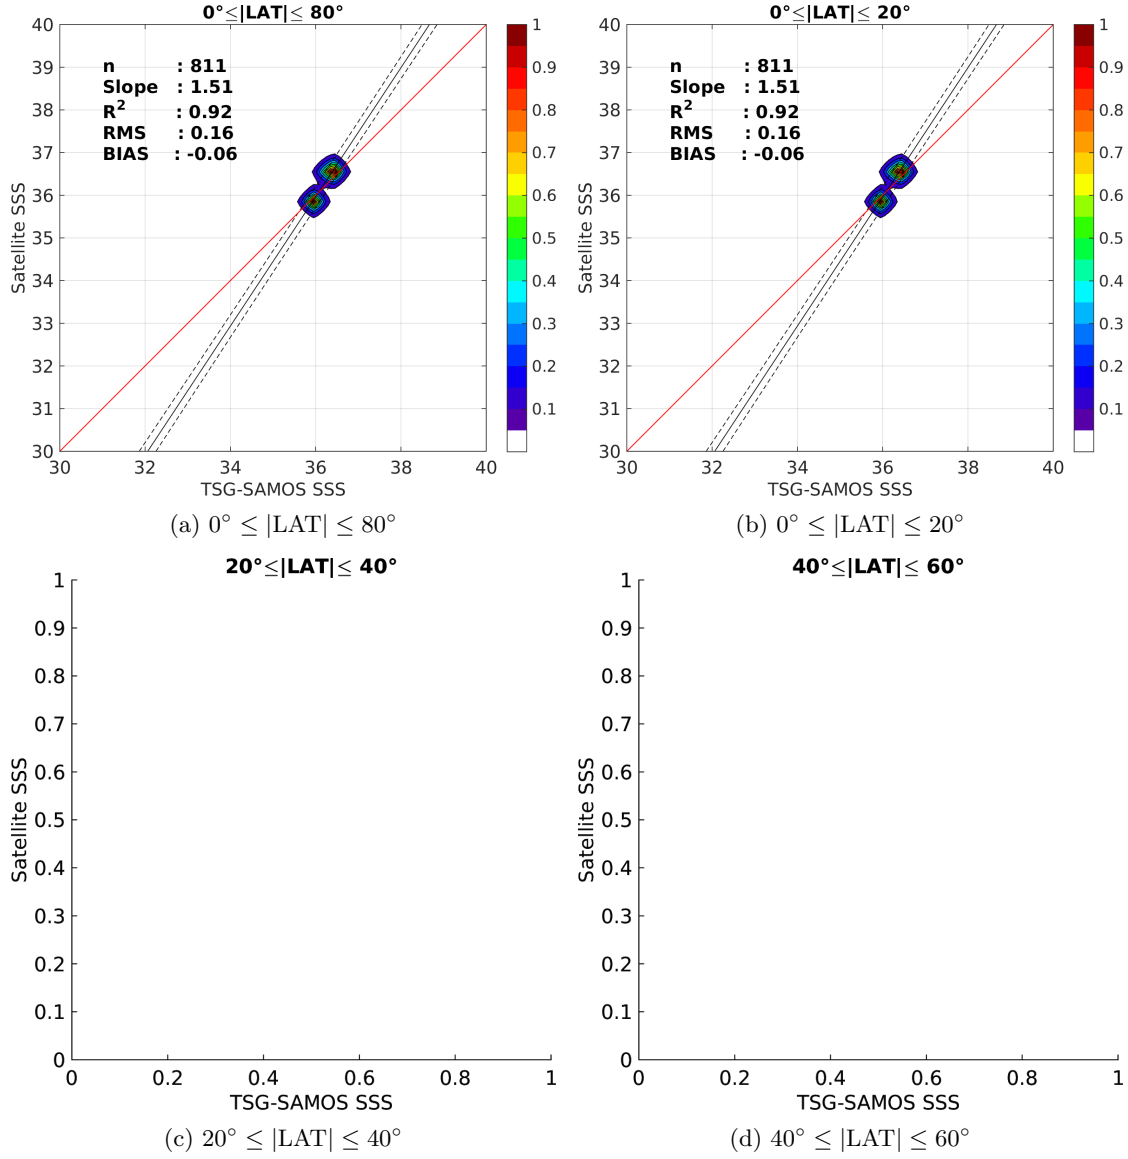 0°≤|LAT|≤ 80°
40
39
38
37
36
35
34
33
32
31
30
30 32 34 36 38 40
Satellite SSS
TSG-SAMOS SSS
n : 811
Slope : 1.51
R² : 0.92
RMS : 0.16
BIAS : -0.06
1
0.9
0.8
0.7
0.6
0.5
0.4
0.3
0.2
0.1
(a) 0° ≤ |LAT| ≤ 80°
0°≤|LAT|≤ 20°
40
39
38
37
36
35
34
33
32
31
30
30 32 34 36 38 40
Satellite SSS
TSG-SAMOS SSS
n : 811
Slope : 1.51
R² : 0.92
RMS : 0.16
BIAS : -0.06
1
0.9
0.8
0.7
0.6
0.5
0.4
0.3
0.2
0.1
(b) 0° ≤ |LAT| ≤ 20°
20°≤|LAT|≤ 40°
1
0.9
0.8
0.7
0.6
0.5
0.4
0.3
0.2
0.1
0
0 0.2 0.4 0.6 0.8 1
Satellite SSS
TSG-SAMOS SSS
(c) 20° ≤ |LAT| ≤ 40°
40°≤|LAT|≤ 60°
1
0.9
0.8
0.7
0.6
0.5
0.4
0.3
0.2
0.1
0
0 0.2 0.4 0.6 0.8 1
Satellite SSS
TSG-SAMOS SSS
(d) 40° ≤ |LAT| ≤ 60°